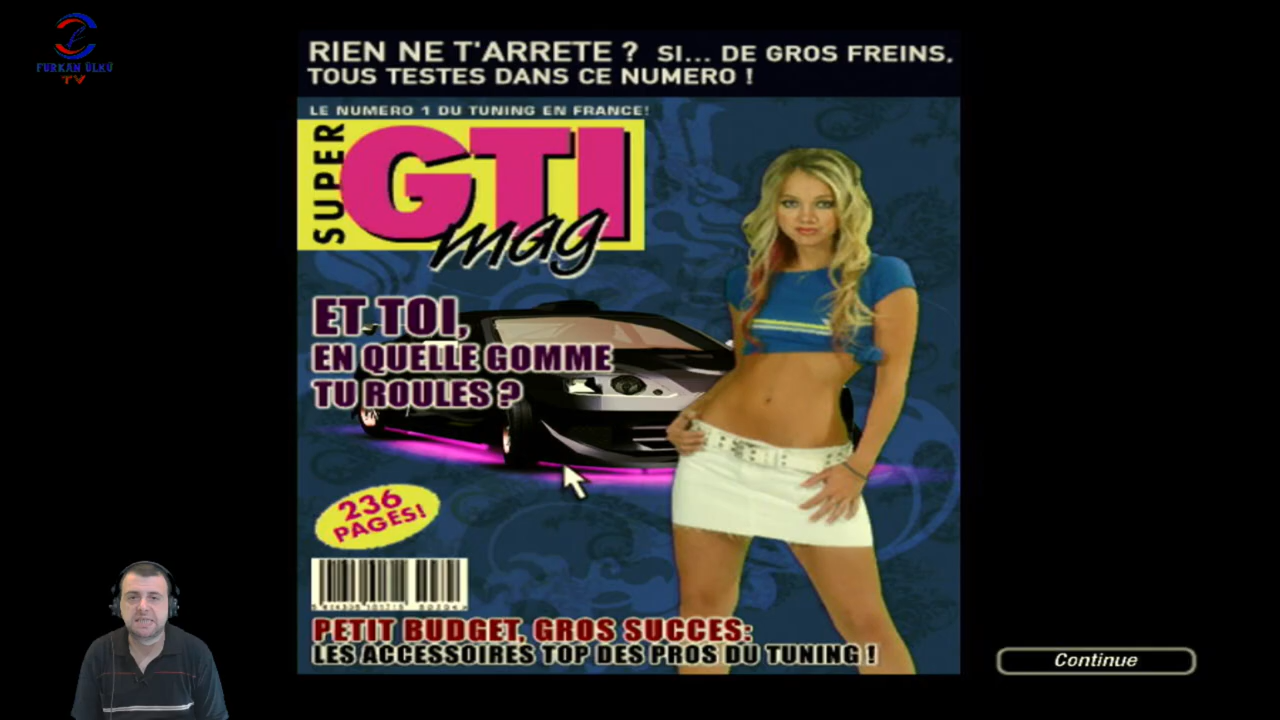 FURKAN ÜLKÜ
TV
RIEN NE T'ARRETE ? SI... DE GROS FREINS,
TOUS TESTES DANS CE NUMERO !
LE NUMERO 1 DU TUNING EN FRANCE!
SUPER
GTI
mag
ET TOI,
EN QUELLE GOMME
TU ROULES ?
236
PAGES!
PETIT BUDGET, GROS SUCCES:
LES ACCESSOIRES TOP DES PROS DU TUNING !
Continue